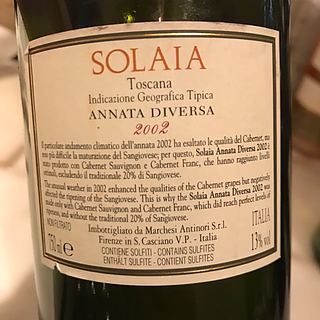 SOLAIA
Toscana
Indicazione Geografica Tipica
ANNATA DIVERSA
2002
Il particolare andamento climatico dell'annata 2002 ha esaltato le qualità del Cabernet, ma
reso più difficile la maturazione del Sangiovese; per questo, Solaia Annata Diversa 2002 è
stato prodotto con Cabernet Sauvignon e Cabernet Franc, che hanno raggiunto livelli
ottimali, escludendo il tradizionale 20% di Sangiovese.
The unusual weather in 2002 enhanced the qualities of the Cabernet grapes but negatively
affected the ripening of the Sangiovese. This is why the Solaia Annata Diversa 2002 was
made only with Cabernet Sauvignon and Cabernet Franc, which did reach perfect levels of
ripeness, and without the traditional 20% of Sangiovese.
NON FILTRATO
ITALIA
Imbottigliato da Marchesi Antinori S.r.l.
750 ml e
Firenze in S. Casciano V.P. - Italia
13% vol
CONTIENE SOLFITI - CONTAINS SULFITES
ENTHÄLT SULFITE - CONTIENT SULFITES